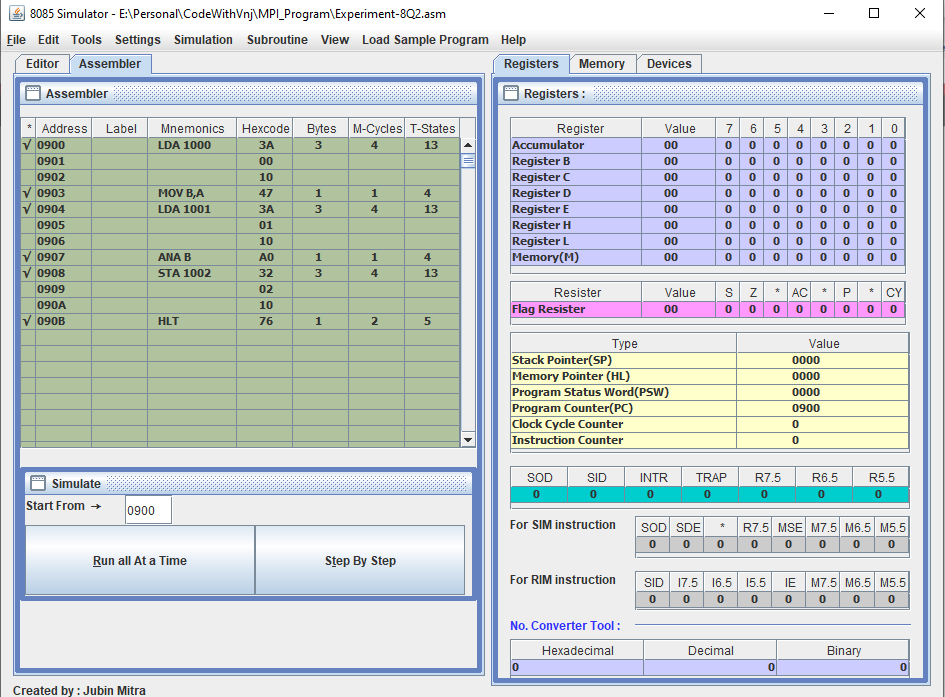 8085 Simulator - E:\Personal\CodeWithVnj\MPI_Program\Experiment-8Q2.asm
File Edit Tools Settings Simulation Subroutine View Load Sample Program Help
Editor Assembler
Assembler
* Address Label Mnemonics Hexcode Bytes M-Cycles T-States
√ 0900 LDA 1000 3A 3 4 13
0901 00
0902 10
√ 0903 MOV B,A 47 1 1 4
√ 0904 LDA 1001 3A 3 4 13
0905 01
0906 10
√ 0907 ANA B A0 1 1 4
√ 0908 STA 1002 32 3 4 13
0909 02
090A 10
√ 090B HLT 76 1 2 5
Simulate
Start From → 0900
Run all At a Time Step By Step
Created by : Jubin Mitra
Registers Memory Devices
Registers :
Register Value 7 6 5 4 3 2 1 0
Accumulator 00 0 0 0 0 0 0 0 0
Register B 00 0 0 0 0 0 0 0 0
Register C 00 0 0 0 0 0 0 0 0
Register D 00 0 0 0 0 0 0 0 0
Register E 00 0 0 0 0 0 0 0 0
Register H 00 0 0 0 0 0 0 0 0
Register L 00 0 0 0 0 0 0 0 0
Memory(M) 00 0 0 0 0 0 0 0 0
Resister Value S Z * AC * P * CY
Flag Resister 00 0 0 0 0 0 0 0 0
Type Value
Stack Pointer(SP) 0000
Memory Pointer (HL) 0000
Program Status Word(PSW) 0000
Program Counter(PC) 0900
Clock Cycle Counter 0
Instruction Counter 0
SOD SID INTR TRAP R7.5 R6.5 R5.5
0 0 0 0 0 0 0
For SIM instruction SOD SDE * R7.5 MSE M7.5 M6.5 M5.5
0 0 0 0 0 0 0 0
For RIM instruction SID I7.5 I6.5 I5.5 IE M7.5 M6.5 M5.5
0 0 0 0 0 0 0 0
No. Converter Tool :
Hexadecimal Decimal Binary
0 0 0